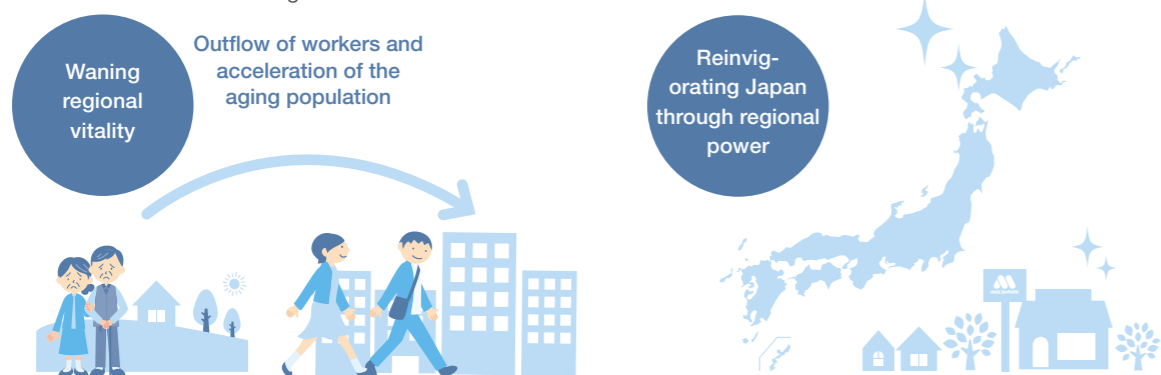 Waning
regional
vitality
Outflow of workers and
acceleration of the
aging population
Reinvig-
orating Japan
through regional
power